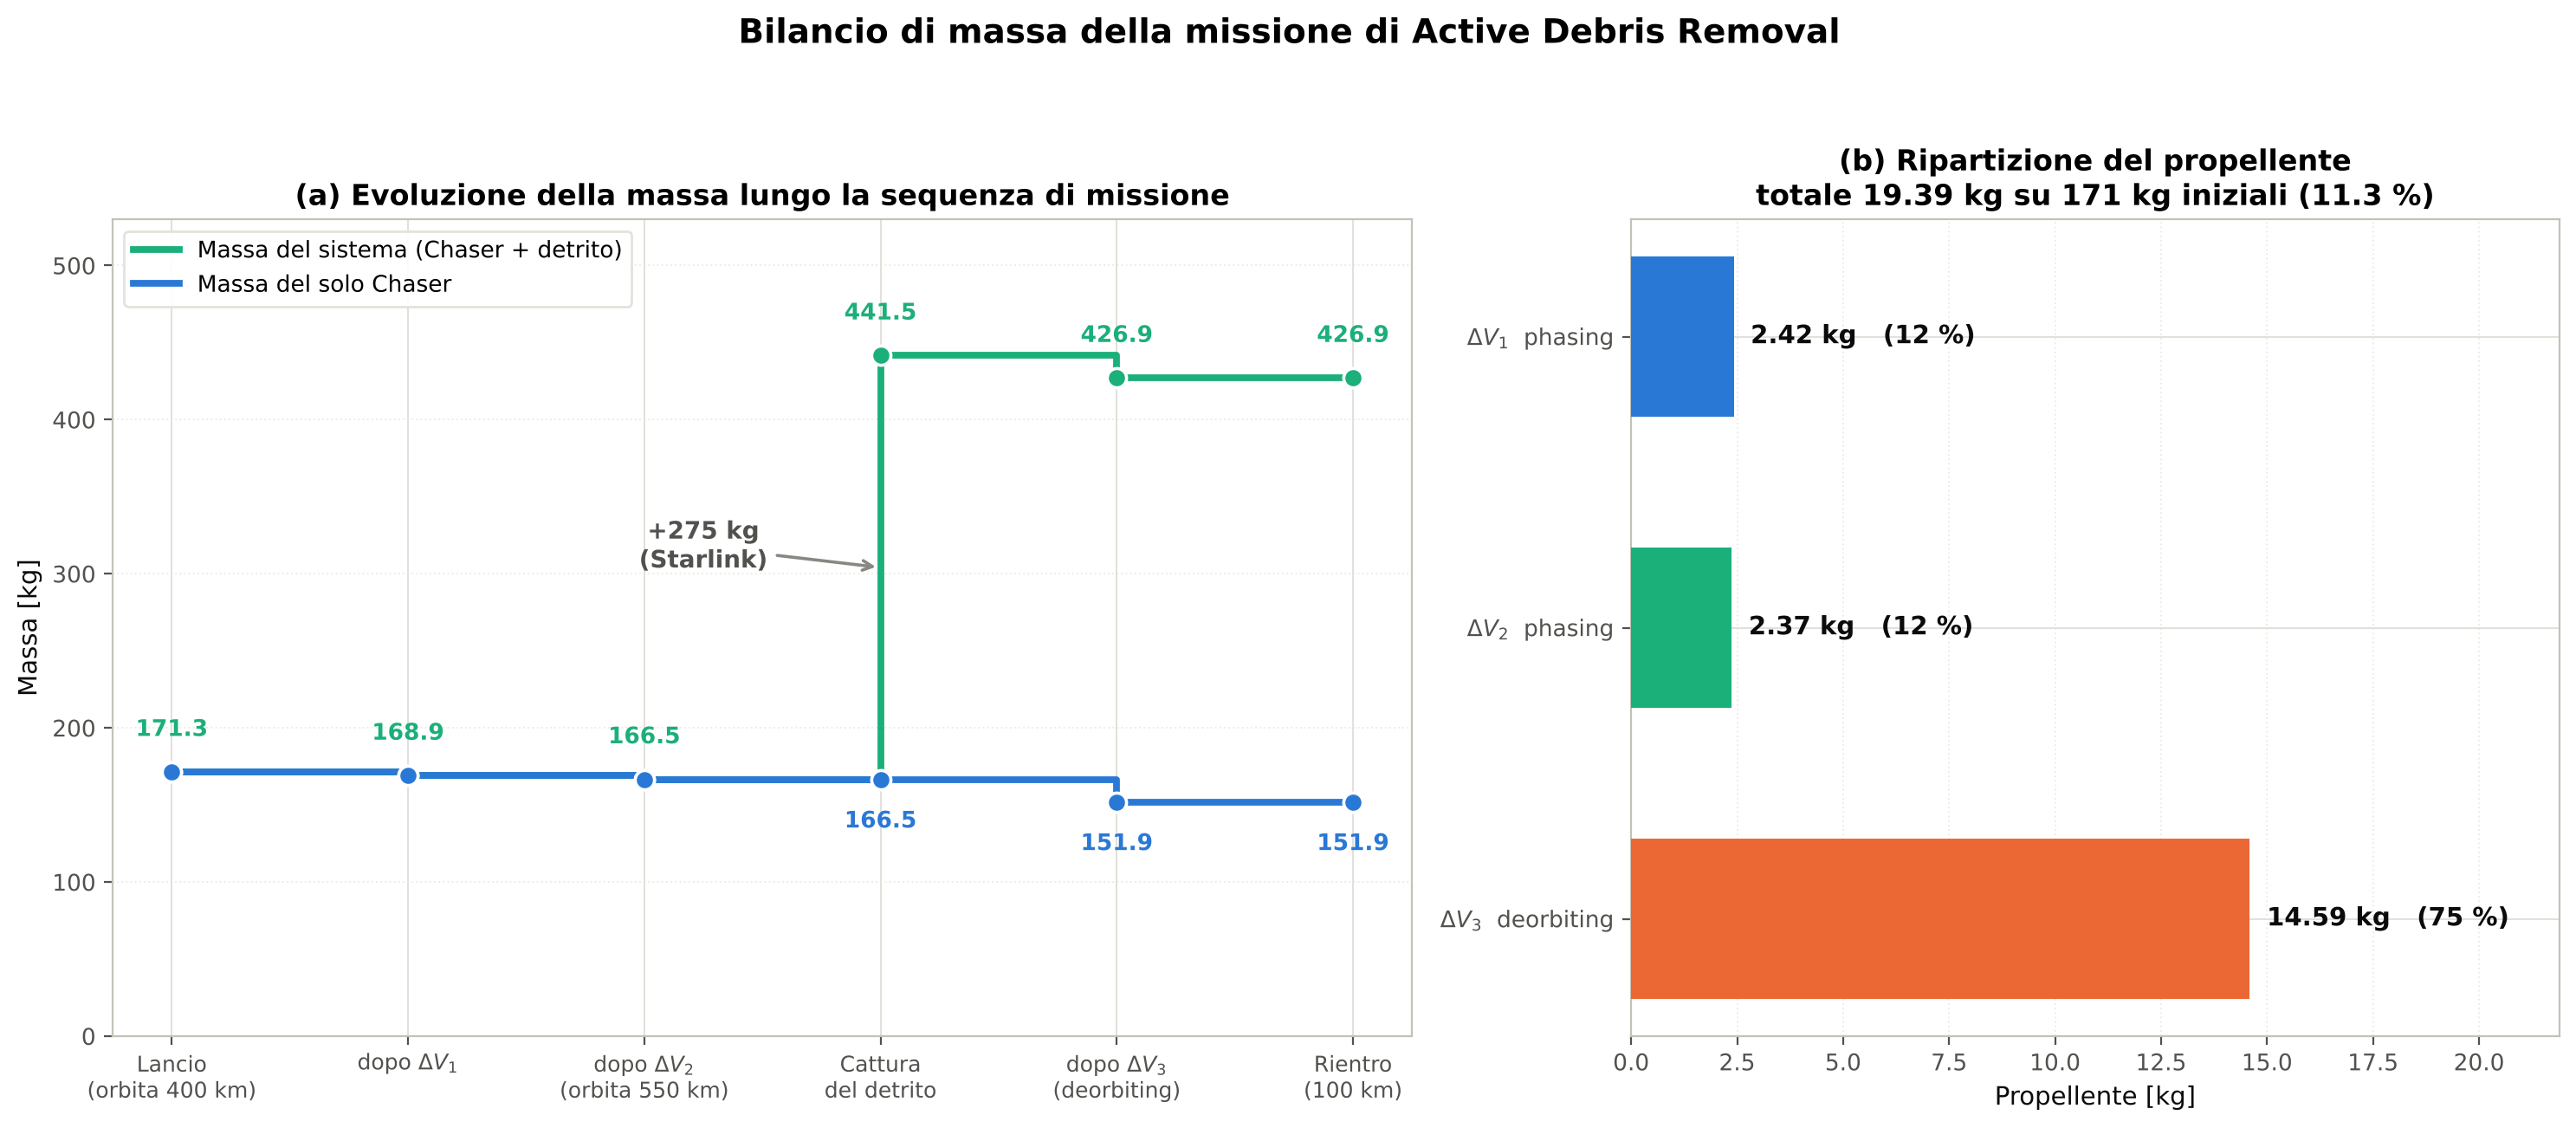 Bilancio di massa della missione di Active Debris Removal
(a) Evoluzione della massa lungo la sequenza di missione
Massa del sistema (Chaser + detrito)
Massa del solo Chaser
Massa [kg]
500
400
300
200
100
0
441.5
426.9
426.9
+275 kg
(Starlink)
171.3
168.9
166.5
166.5
151.9
151.9
Lancio
(orbita 400 km)
dopo ΔV₁
dopo ΔV₂
(orbita 550 km)
Cattura
del detrito
dopo ΔV₃
(deorbiting)
Rientro
(100 km)
(b) Ripartizione del propellente
totale 19.39 kg su 171 kg iniziali (11.3 %)
ΔV₁ phasing
2.42 kg (12 %)
ΔV₂ phasing
2.37 kg (12 %)
ΔV₃ deorbiting
14.59 kg (75 %)
0.0 2.5 5.0 7.5 10.0 12.5 15.0 17.5 20.0
Propellente [kg]